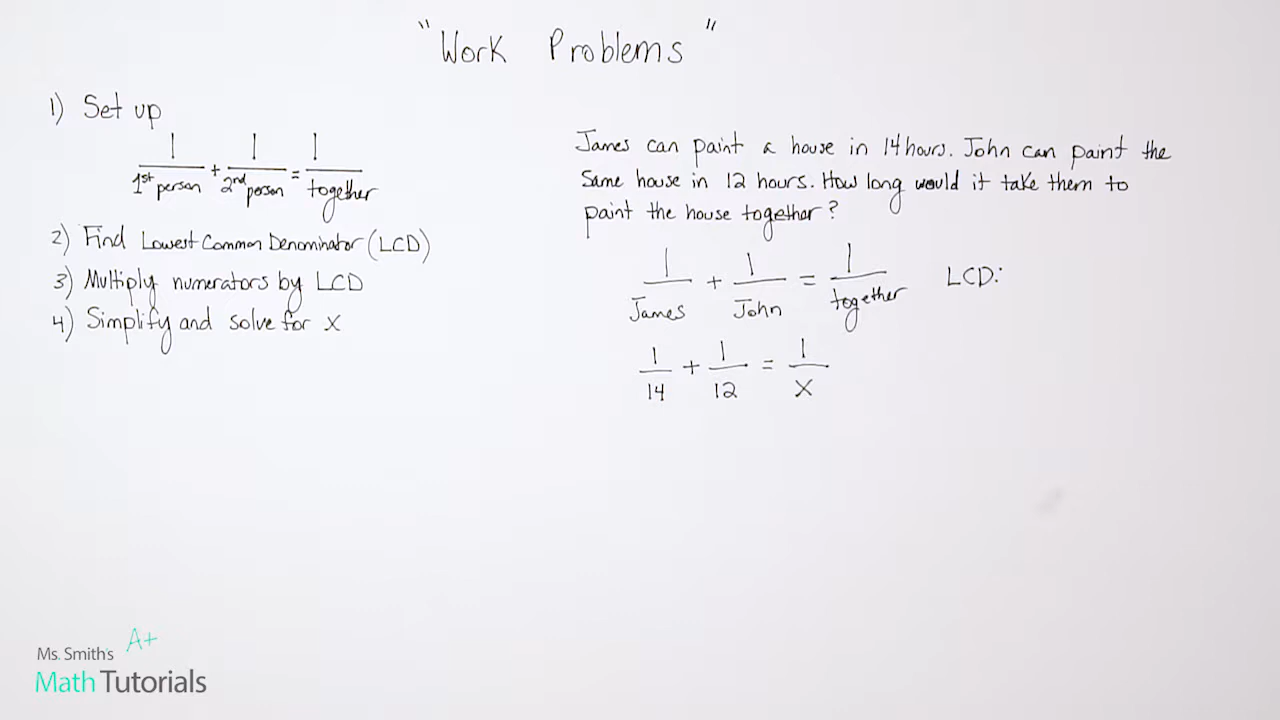 "Work Problems"
1) Set up
1/1st person + 1/2nd person = 1/together
2) Find Lowest Common Denominator (LCD)
3) Multiply numerators by LCD
4) Simplify and solve for X
James can paint a house in 14 hours. John can paint the
same house in 12 hours. How long would it take them to
paint the house together?
1/James + 1/John = 1/together LCD:
1/14 + 1/12 = 1/X
A+
Ms. Smith's
Math Tutorials